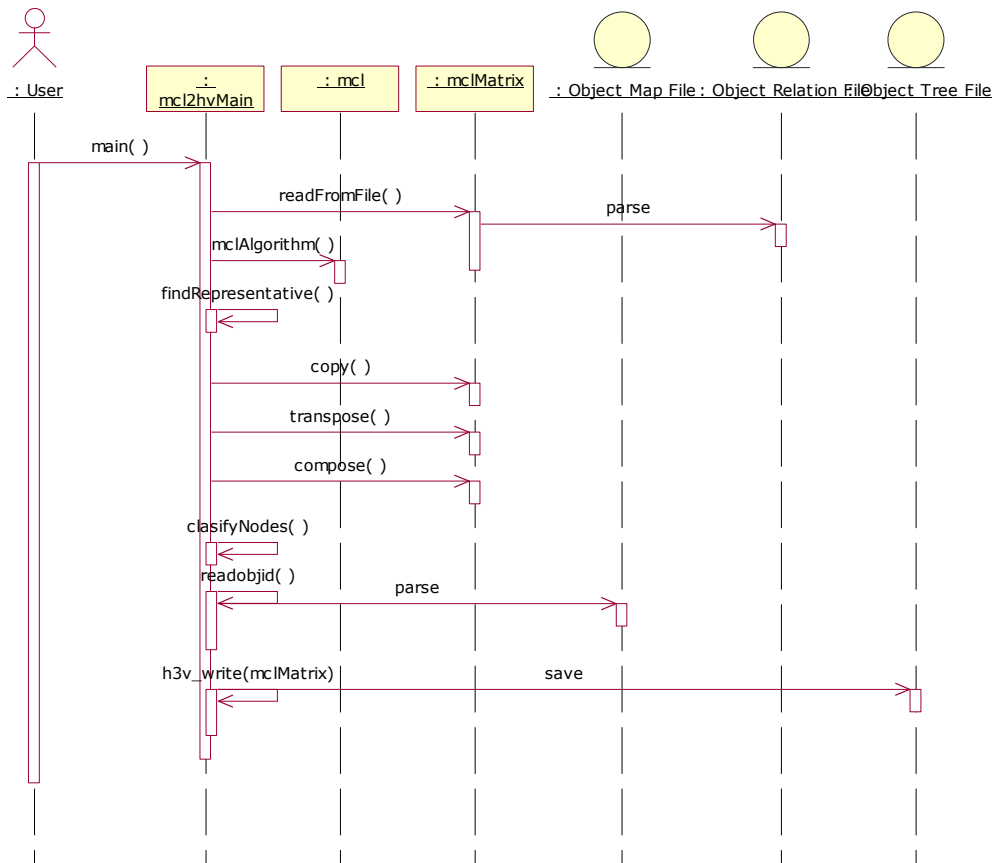 : User
:
mcl2hvMain
: mcl
: mclMatrix
: Object Map File
: Object Relation File
: Object Tree File
main( )
readFromFile( )
parse
mclAlgorithm( )
findRepresentative( )
copy( )
transpose( )
compose( )
clasifyNodes( )
readobjid( )
parse
h3v_write(mclMatrix)
save